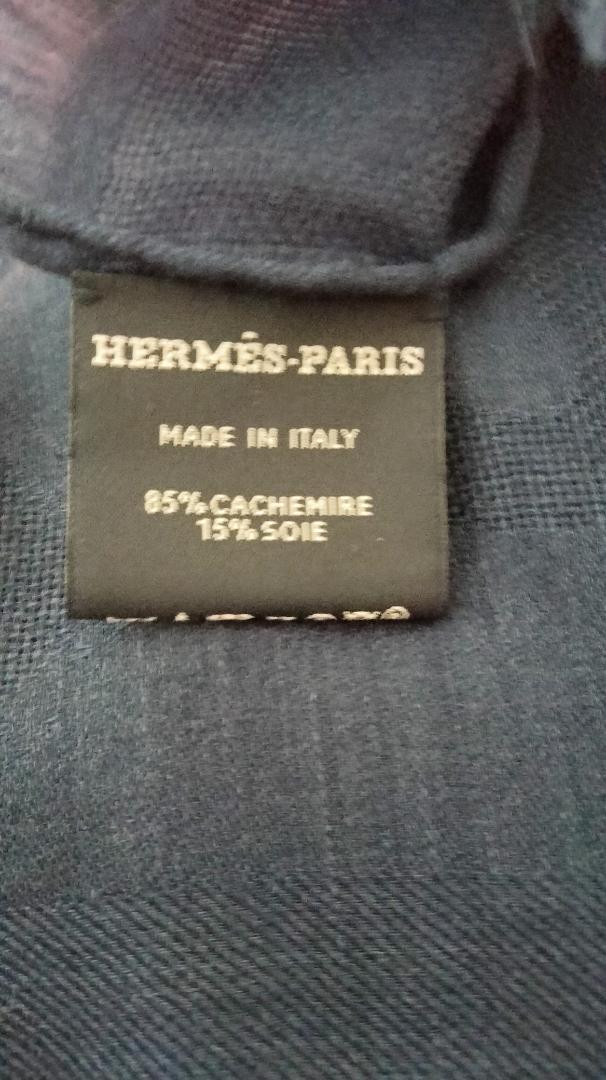 HERMÈS-PARIS
MADE IN ITALY
85% CACHEMIRE
15% SOIE